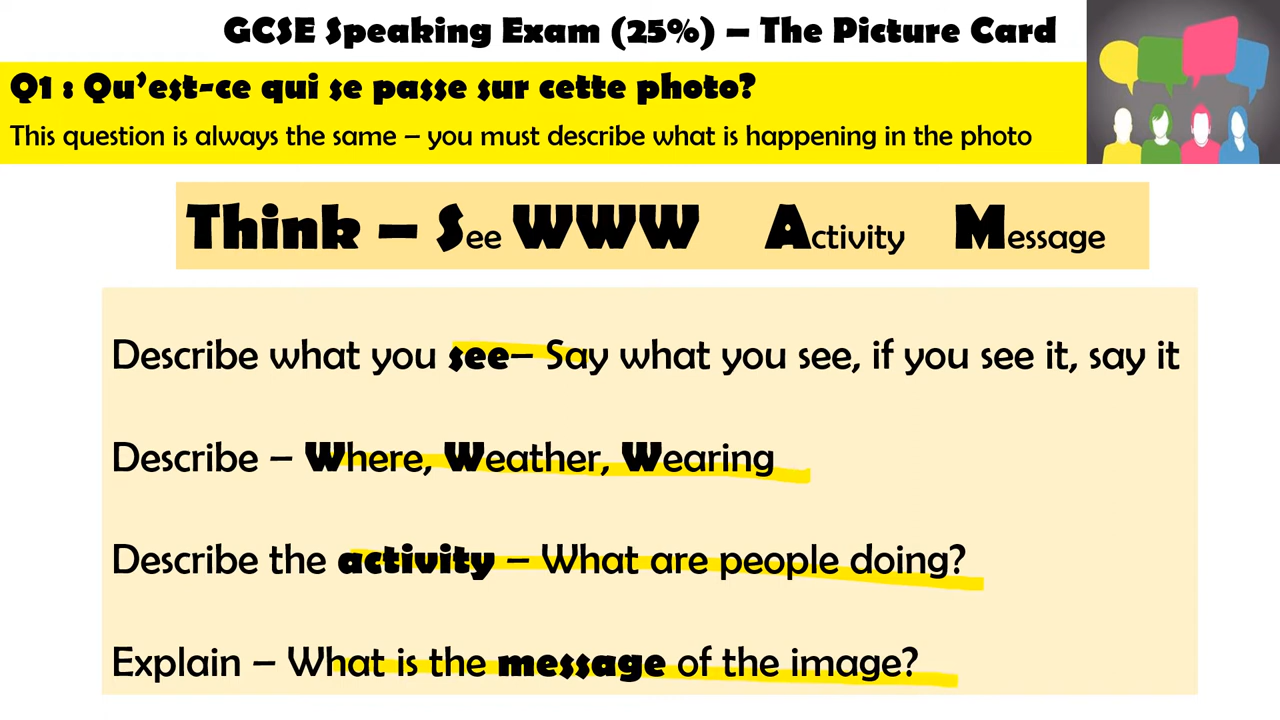 GCSE Speaking Exam (25%) – The Picture Card
Q1 : Qu'est-ce qui se passe sur cette photo?
This question is always the same – you must describe what is happening in the photo
Think – See WWW Activity Message
Describe what you see– Say what you see, if you see it, say it
Describe – Where, Weather, Wearing
Describe the activity – What are people doing?
Explain – What is the message of the image?